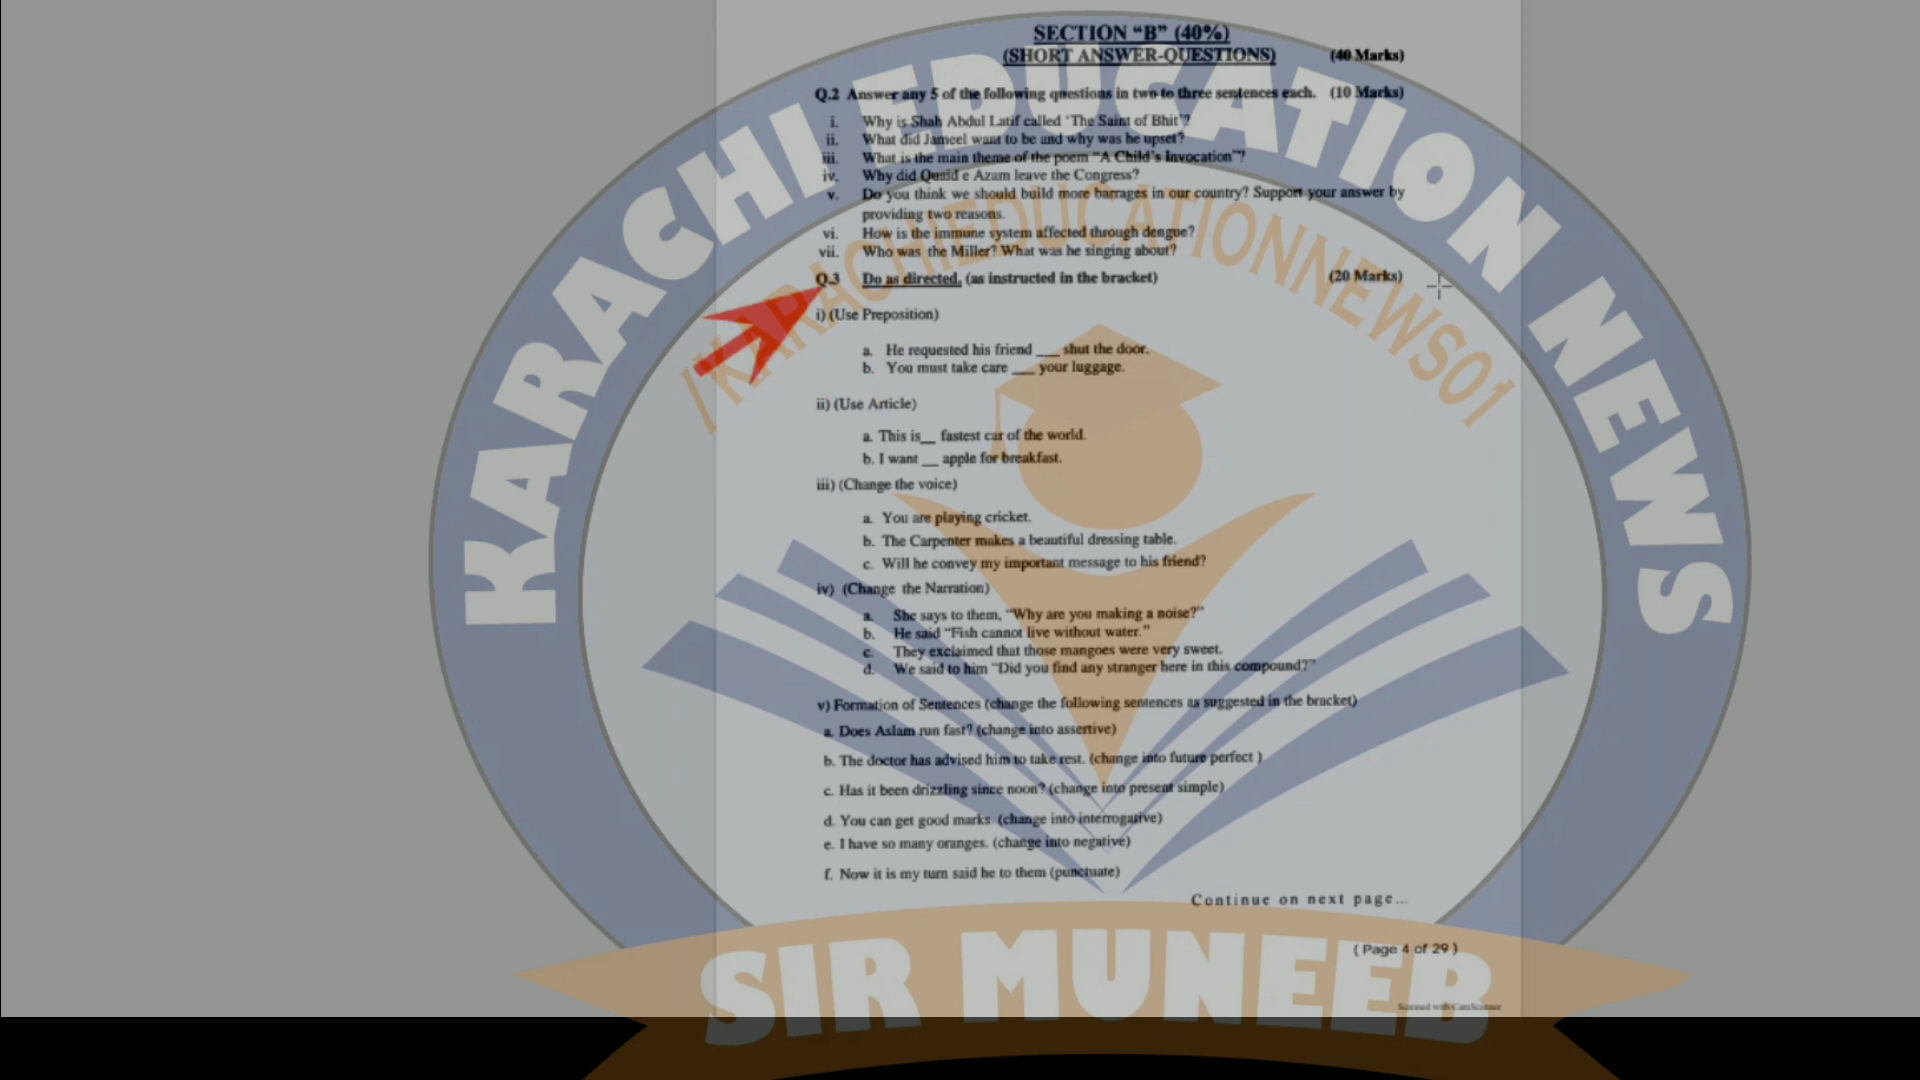 SECTION “B” (40%)
(SHORT ANSWER-QUESTIONS) (40 Marks)
Q.2 Answer any 5 of the following questions in two to three sentences each. (10 Marks)
i. Why is Shah Abdul Latif called ‘The Saint of Bhit’?
ii. What did Jameel want to be and why was he upset?
iii. What is the main theme of the poem “A Child’s Invocation”?
iv. Why did Quaid e Azam leave the Congress?
v. Do you think we should build more barrages in our country? Support your answer by
providing two reasons.
vi. How is the immune system affected through dengue?
vii. Who was the Miller? What was he singing about?
Q.3 Do as directed. (as instructed in the bracket) (20 Marks)
i) (Use Preposition)
a. He requested his friend ___ shut the door.
b. You must take care ___ your luggage.
ii) (Use Article)
a. This is__ fastest car of the world.
b. I want __ apple for breakfast.
iii) (Change the voice)
a. You are playing cricket.
b. The Carpenter makes a beautiful dressing table.
c. Will he convey my important message to his friend?
iv) (Change the Narration)
a. She says to them, “Why are you making a noise?”
b. He said “Fish cannot live without water.”
c. They exclaimed that those mangoes were very sweet.
d. We said to him “Did you find any stranger here in this compound?”
v) Formation of Sentences (change the following sentences as suggested in the bracket)
a. Does Aslam run fast? (change into assertive)
b. The doctor has advised him to take rest. (change into future perfect )
c. Has it been drizzling since noon? (change into present simple)
d. You can get good marks. (change into interrogative)
e. I have so many oranges. (change into negative)
f. Now it is my turn said he to them (punctuate)
Continue on next page...
( Page 4 of 29 )
Scanned with CamScanner
KARACHI EDUCATION NEWS
/KARACHIEDUCATIONNEWS01
SIR MUNEEB